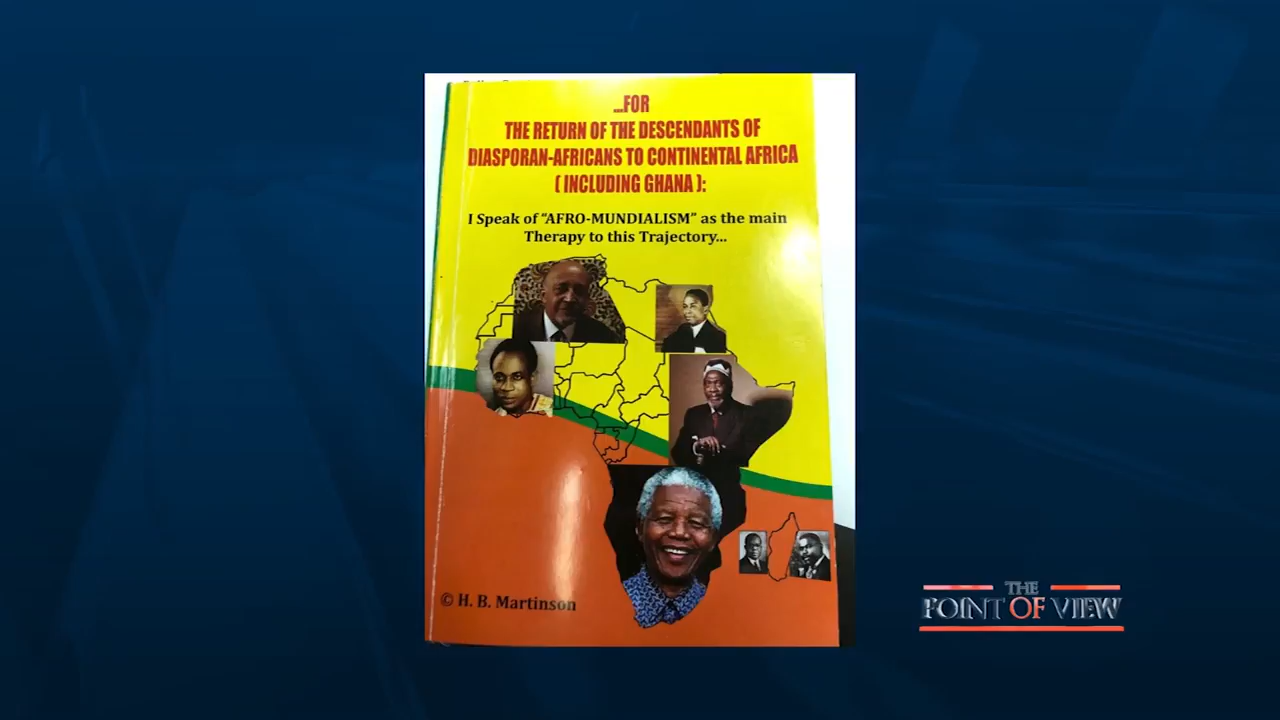 ...FOR
THE RETURN OF THE DESCENDANTS OF
DIASPORAN-AFRICANS TO CONTINENTAL AFRICA
( INCLUDING GHANA ):
I Speak of "AFRO-MUNDIALISM" as the main
Therapy to this Trajectory...
© H. B. Martinson
THE
POINT OF VIEW